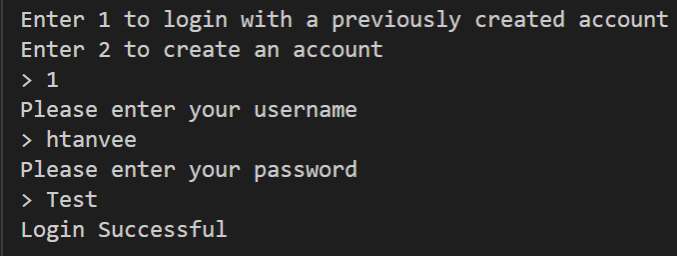 Enter 1 to login with a previously created account
Enter 2 to create an account
> 1
Please enter your username
> htanvee
Please enter your password
> Test
Login Successful